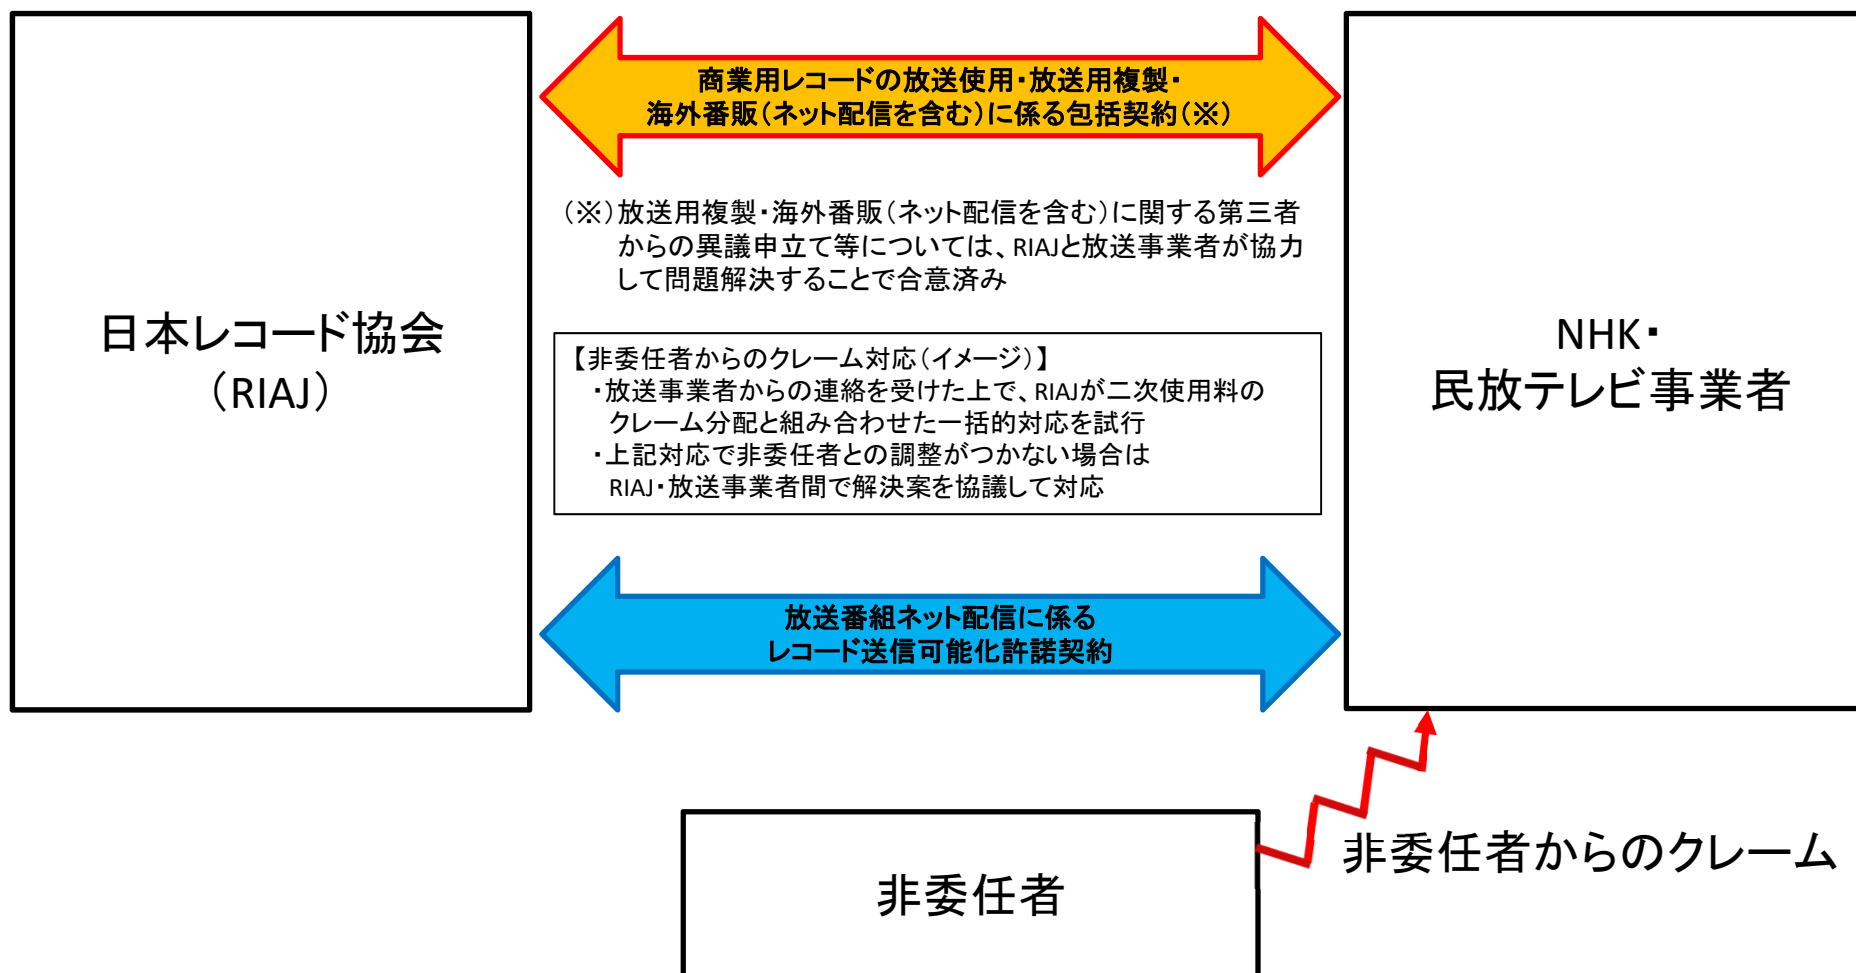 商業用レコードの放送使用・放送用複製・
海外番販（ネット配信を含む）に係る包括契約（※）
（※）放送用複製・海外番販（ネット配信を含む）に関する第三者
からの異議申立て等については、RIAJと放送事業者が協力
して問題解決することで合意済み
日本レコード協会
（RIAJ）
NHK・
民放テレビ事業者
【非委任者からのクレーム対応（イメージ）】
・放送事業者からの連絡を受けた上で、RIAJが二次使用料の
クレーム分配と組み合わせた一括的対応を試行
・上記対応で非委任者との調整がつかない場合は
RIAJ・放送事業者間で解決案を協議して対応
放送番組ネット配信に係る
レコード送信可能化許諾契約
非委任者からのクレーム
非委任者